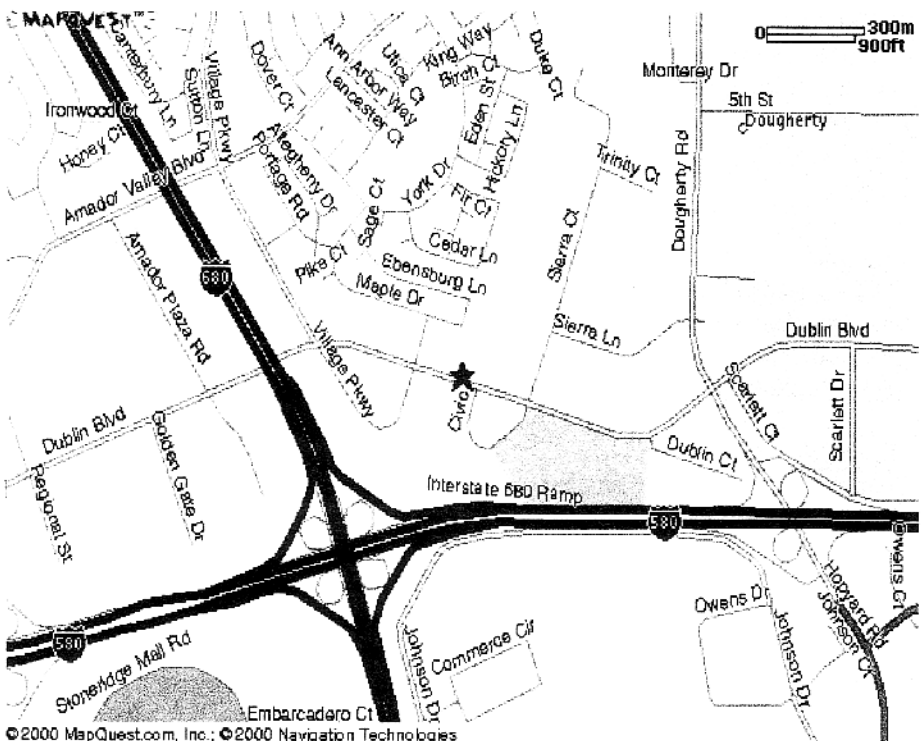 MAPQUEST™
0 300m
900ft
Canterbury Ln
Village Pkwy
Sutton Ln
Dover Ct
Ann Arbor Way
Utica Ct
King Way
Birch Ct
Duke Ct
Lancaster Ct
Eden St
Monterey Dr
5th St
Dougherty
Ironwood Ct
Honey Ct
Amador Valley Blvd
Allegheny Dr
Portage Rd
Hickory Ln
York Dr
Fir Ct
Sage Ct
Trinity Ct
Dougherty Rd
Sierra Ct
Cedar Ln
Pike Ct
Ebensburg Ln
Maple Dr
680
Amador Plaza Rd
Sierra Ln
Dublin Blvd
Village Pkwy
Civic
Scarlett Ct
Scarlett Dr
Dublin Blvd
Golden Gate Dr
Regional St
Dublin Ct
Interstate 680 Ramp
580
Owens Ct
Hopyard Rd
Johnson Ct
Owens Dr
Johnson Dr
580
Stoneridge Mall Rd
Johnson Dr
Commerce Cir
Embarcadero Ct
©2000 MapQuest.com, Inc.; ©2000 Navigation Technologies